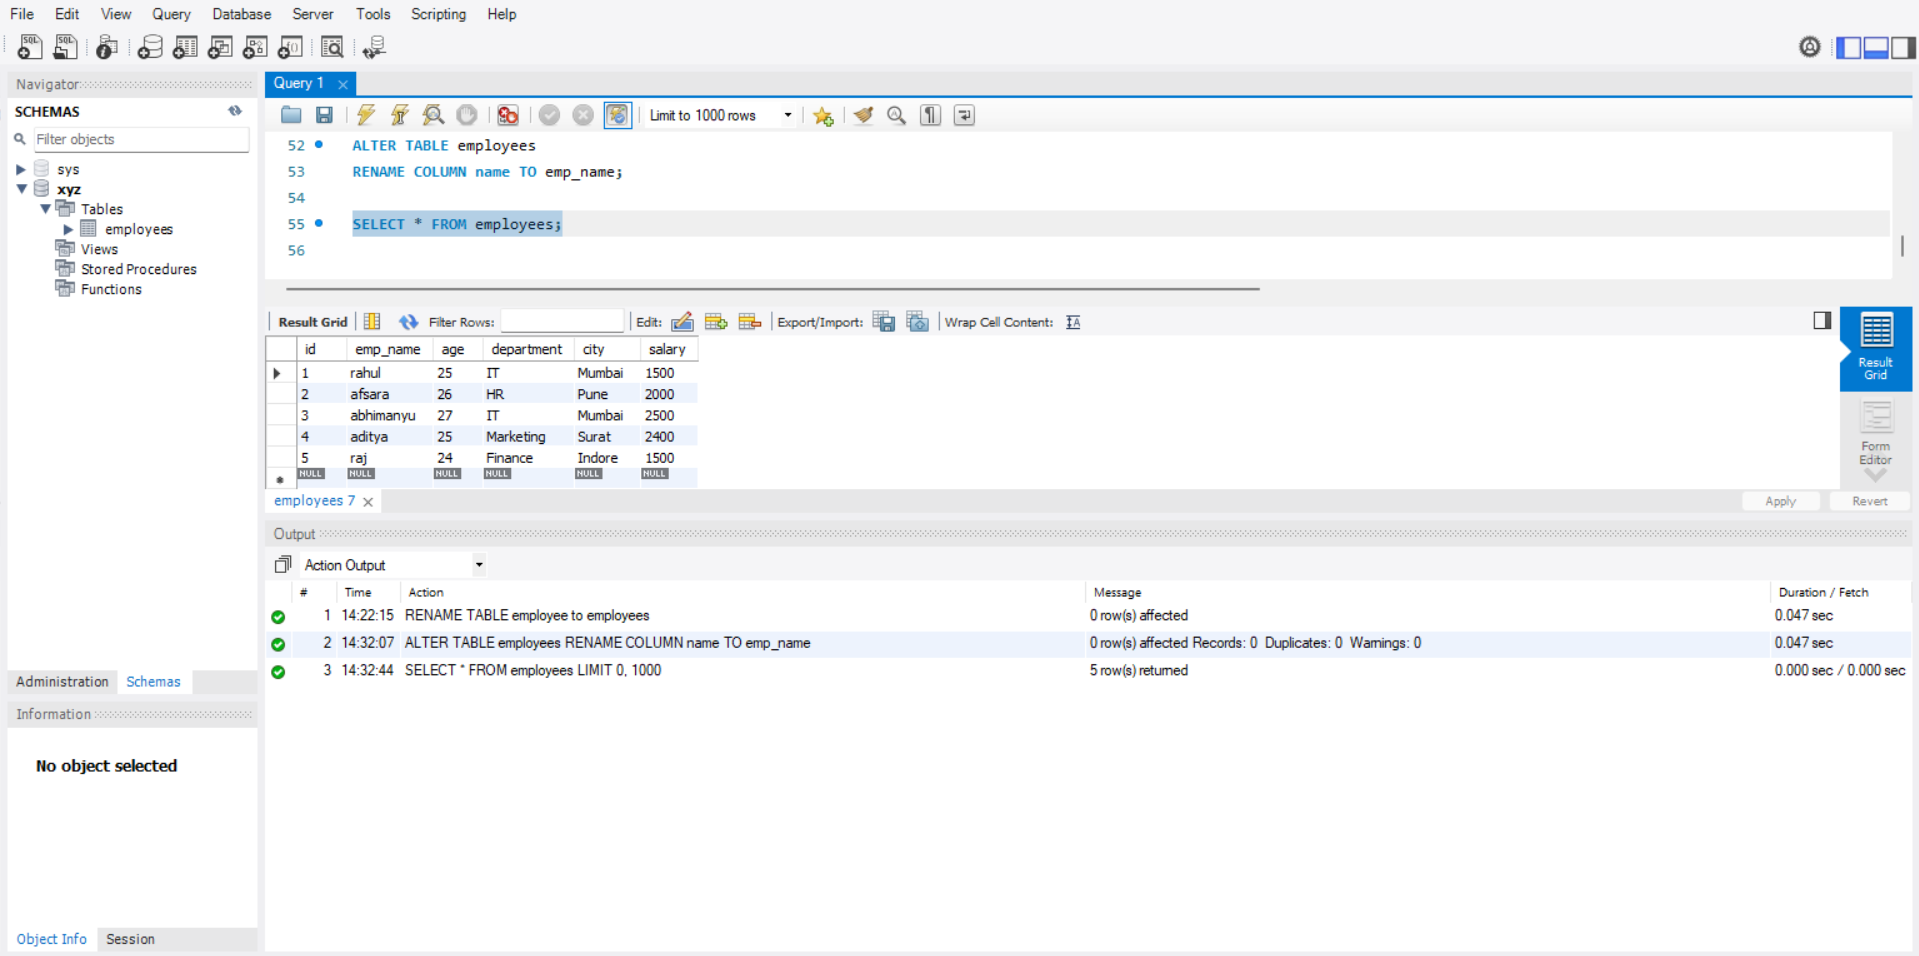 File Edit View Query Database Server Tools Scripting Help
Navigator
SCHEMAS
Filter objects
sys
xyz
Tables
employees
Views
Stored Procedures
Functions
Administration Schemas
Information
No object selected
Object Info Session
Query 1
Limit to 1000 rows
52 ALTER TABLE employees
53 RENAME COLUMN name TO emp_name;
54
55 SELECT * FROM employees;
56
Result Grid Filter Rows: Edit: Export/Import: Wrap Cell Content:
id emp_name age department city salary
1 rahul 25 IT Mumbai 1500
2 afsara 26 HR Pune 2000
3 abhimanyu 27 IT Mumbai 2500
4 aditya 25 Marketing Surat 2400
5 raj 24 Finance Indore 1500
NULL NULL NULL NULL NULL NULL
Result
Grid
Form
Editor
employees 7 Apply Revert
Output
Action Output
# Time Action Message Duration / Fetch
1 14:22:15 RENAME TABLE employee to employees 0 row(s) affected 0.047 sec
2 14:32:07 ALTER TABLE employees RENAME COLUMN name TO emp_name 0 row(s) affected Records: 0 Duplicates: 0 Warnings: 0 0.047 sec
3 14:32:44 SELECT * FROM employees LIMIT 0, 1000 5 row(s) returned 0.000 sec / 0.000 sec